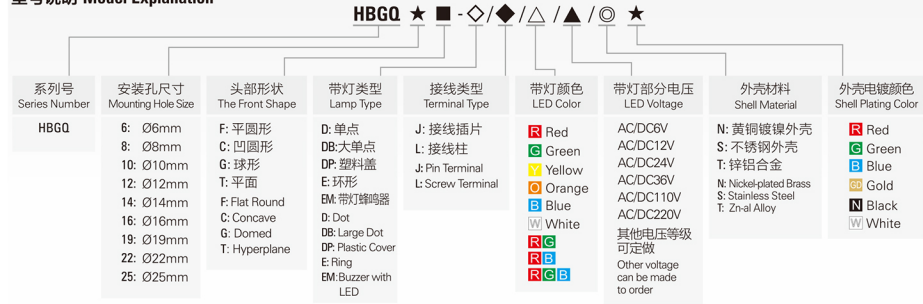 Model Explanation
HBGQ ★ ■ - ◇ / ◆ / △ / ▲ / ◎ ★
系列号
Series Number
HBGQ
安装孔尺寸
Mounting Hole Size
6: Ø6mm
8: Ø8mm
10: Ø10mm
12: Ø12mm
14: Ø14mm
16: Ø16mm
19: Ø19mm
22: Ø22mm
25: Ø25mm
头部形状
The Front Shape
F: 平圆形
C: 凹圆形
G: 球形
T: 平面
F: Flat Round
C: Concave
G: Domed
T: Hyperplane
带灯类型
Lamp Type
D: 单点
DB:大单点
DP: 塑料盖
E: 环形
EM: 带灯蜂鸣器
D: Dot
DB: Large Dot
DP: Plastic Cover
E: Ring
EM:Buzzer with
LED
接线类型
Terminal Type
J: 接线插片
L: 接线柱
J: Pin Terminal
L: Screw Terminal
带灯颜色
LED Color
R Red
G Green
Y Yellow
O Orange
B Blue
W White
R G
R B
R G B
带灯部分电压
LED Voltage
AC/DC6V
AC/DC12V
AC/DC24V
AC/DC36V
AC/DC110V
AC/DC220V
其他电压等级
可定做
Other voltage
can be made
to order
外壳材料
Shell Material
N: 黄铜镀镍外壳
S: 不锈钢外壳
T: 锌铝合金
N: Nickel-plated Brass
S: Stainless Steel
T: Zn-al Alloy
外壳电镀颜色
Shell Plating Color
R Red
G Green
B Blue
GD Gold
N Black
W White